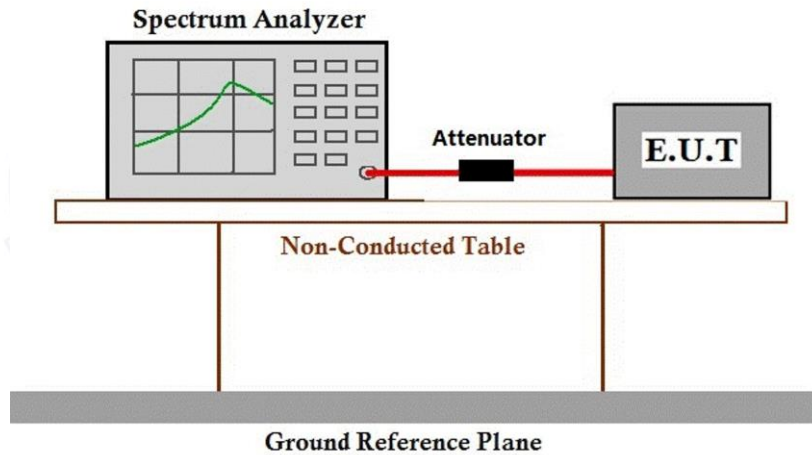 Spectrum Analyzer
Attenuator
E.U.T
Non-Conducted Table
Ground Reference Plane